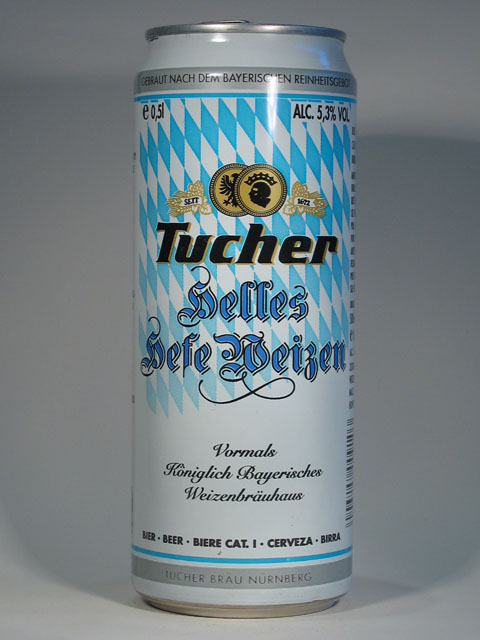 GEBRAUT NACH DEM BAYERISCHEN REINHEITSGEBOT
e 0,5l ALC. 5,3% VOL
SEIT 1672
Tucher
Helles
Hefe Weizen
Vormals
Königlich Bayerisches
Weizenbräuhaus
BIER · BEER · BIERE CAT. I · CERVEZA · BIRRA
TUCHER BRÄU NÜRNBERG